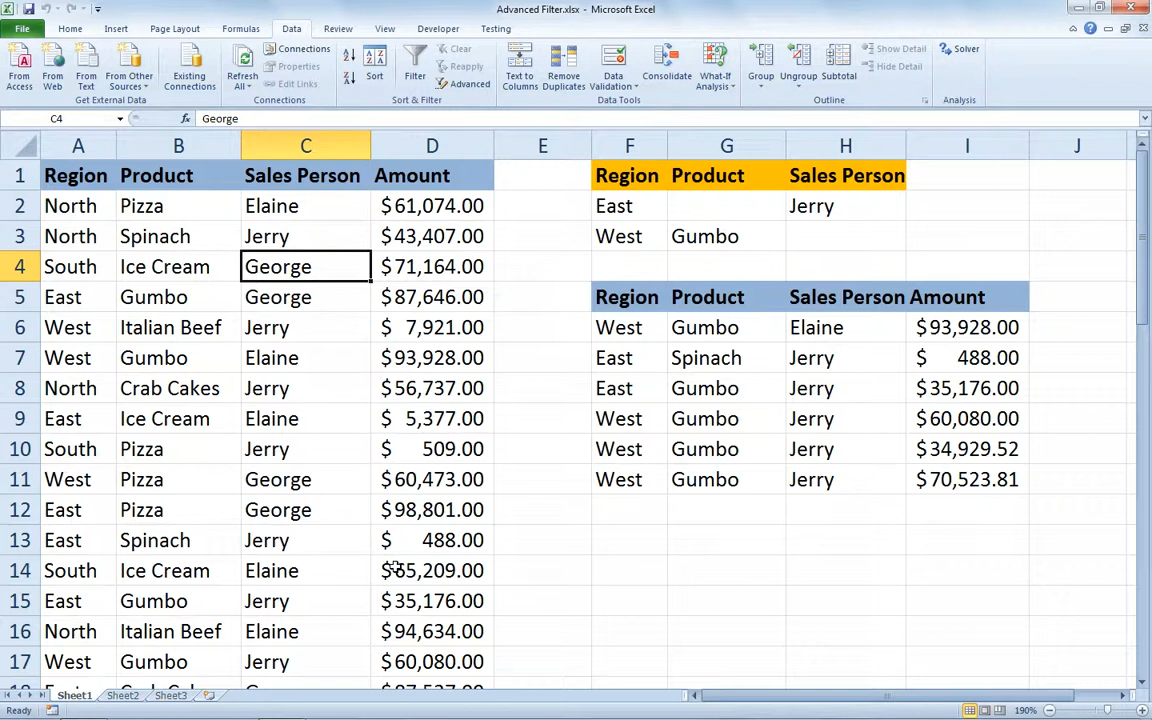 Advanced Filter.xlsx - Microsoft Excel
File Home Insert Page Layout Formulas Data Review View Developer Testing
From Access
From Web
From Text
From Other Sources
Existing Connections
Get External Data
Refresh All
Connections
Properties
Edit Links
Connections
Sort
Filter
Clear
Reapply
Advanced
Sort & Filter
Text to Columns
Remove Duplicates
Data Validation
Consolidate
What-If Analysis
Data Tools
Group
Ungroup
Subtotal
Show Detail
Hide Detail
Outline
Solver
Analysis
C4 fx George
A B C D E F G H I J
1 Region Product Sales Person Amount Region Product Sales Person
2 North Pizza Elaine $61,074.00 East Jerry
3 North Spinach Jerry $43,407.00 West Gumbo
4 South Ice Cream George $71,164.00
5 East Gumbo George $87,646.00 Region Product Sales Person Amount
6 West Italian Beef Jerry $ 7,921.00 West Gumbo Elaine $93,928.00
7 West Gumbo Elaine $93,928.00 East Spinach Jerry $ 488.00
8 North Crab Cakes Jerry $56,737.00 East Gumbo Jerry $35,176.00
9 East Ice Cream Elaine $ 5,377.00 West Gumbo Jerry $60,080.00
10 South Pizza Jerry $ 509.00 West Gumbo Jerry $34,929.52
11 West Pizza George $60,473.00 West Gumbo Jerry $70,523.81
12 East Pizza George $98,801.00
13 East Spinach Jerry $ 488.00
14 South Ice Cream Elaine
15 East Gumbo Jerry $35,176.00
16 North Italian Beef Elaine $94,634.00
17 West Gumbo Jerry $60,080.00
Sheet1 Sheet2 Sheet3
Ready 190%